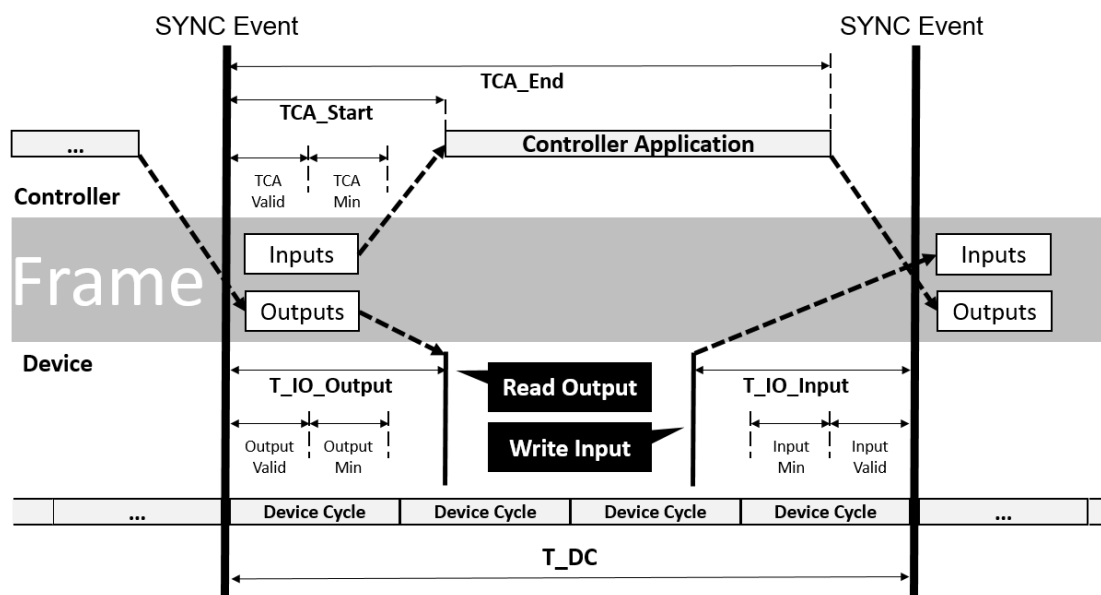 SYNC Event
SYNC Event
TCA_End
TCA_Start
...
Controller Application
TCA
Valid
TCA
Min
Controller
Frame
Inputs
Inputs
Outputs
Outputs
Device
T_IO_Output
Read Output
T_IO_Input
Write Input
Output
Valid
Output
Min
Input
Min
Input
Valid
...
Device Cycle
Device Cycle
Device Cycle
Device Cycle
...
T_DC